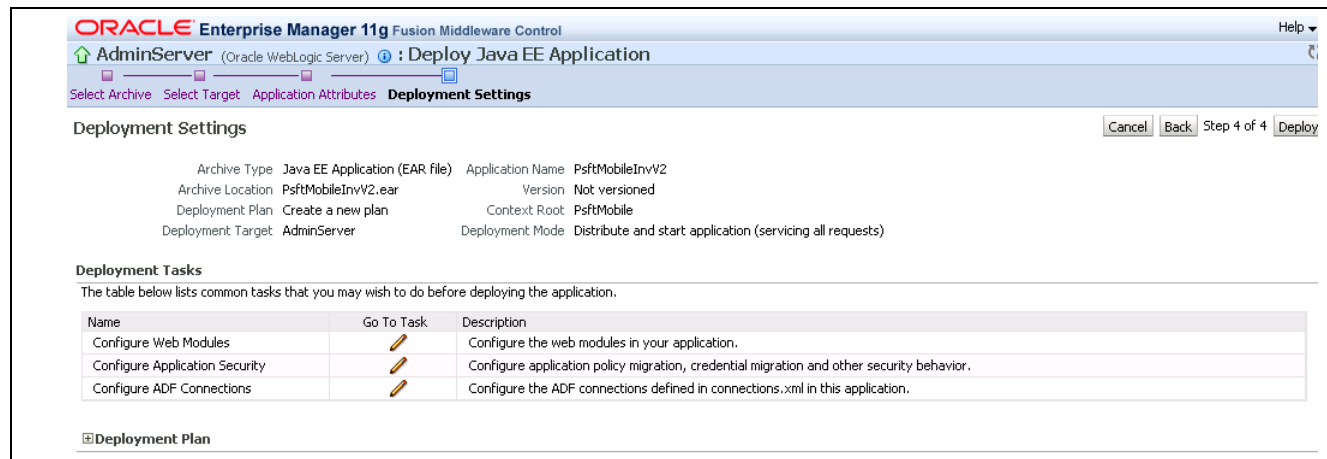 ORACLE Enterprise Manager 11g Fusion Middleware Control Help
AdminServer (Oracle WebLogic Server) : Deploy Java EE Application
Select Archive Select Target Application Attributes Deployment Settings
Deployment Settings Cancel Back Step 4 of 4 Deploy
Archive Type Java EE Application (EAR file) Application Name PsftMobileInvV2
Archive Location PsftMobileInvV2.ear Version Not versioned
Deployment Plan Create a new plan Context Root PsftMobile
Deployment Target AdminServer Deployment Mode Distribute and start application (servicing all requests)
Deployment Tasks
The table below lists common tasks that you may wish to do before deploying the application.
Name Go To Task Description
Configure Web Modules Configure the web modules in your application.
Configure Application Security Configure application policy migration, credential migration and other security behavior.
Configure ADF Connections Configure the ADF connections defined in connections.xml in this application.
Deployment Plan